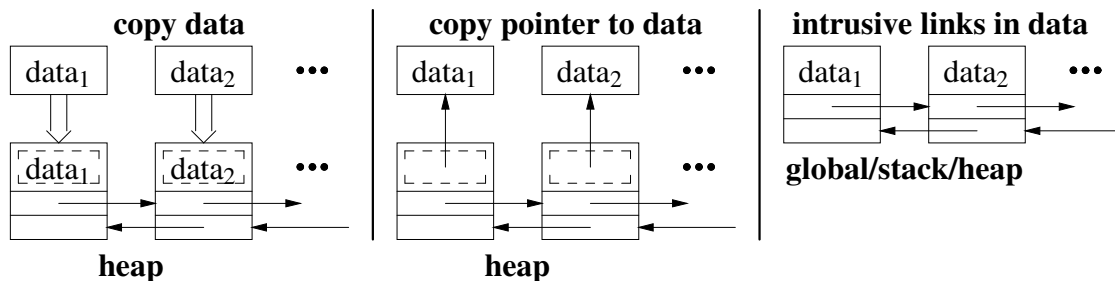 copy data
data₁ data₂ •••
data₁ data₂ •••
heap
copy pointer to data
data₁ data₂ •••
•••
heap
intrusive links in data
data₁ data₂ •••
global/stack/heap